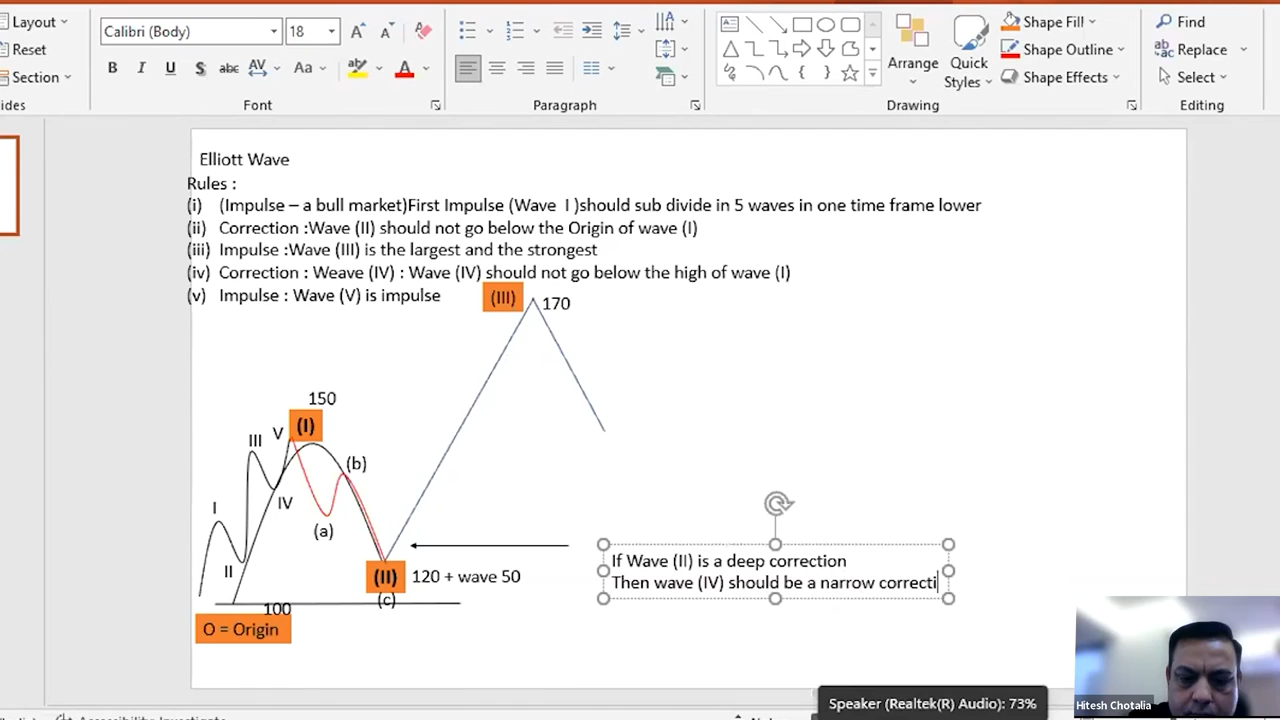 Layout
Calibri (Body)
18
Shape Fill
Find
Reset
Shape Outline
Replace
Section
B I U S abc AV Aa A
Arrange
Quick
Styles
Shape Effects
Select
ides
Font
Paragraph
Drawing
Editing
Elliott Wave
Rules :
(i) (Impulse – a bull market)First Impulse (Wave I )should sub divide in 5 waves in one time frame lower
(ii) Correction :Wave (II) should not go below the Origin of wave (I)
(iii) Impulse :Wave (III) is the largest and the strongest
(iv) Correction : Weave (IV) : Wave (IV) should not go below the high of wave (I)
(v) Impulse : Wave (V) is impulse
(III)
170
150
(I)
V
III
(b)
IV
I
(a)
II
If Wave (II) is a deep correction
Then wave (IV) should be a narrow correcti
(II)
120 + wave 50
(c)
100
O = Origin
Speaker (Realtek(R) Audio): 73%
Hitesh Chotalia